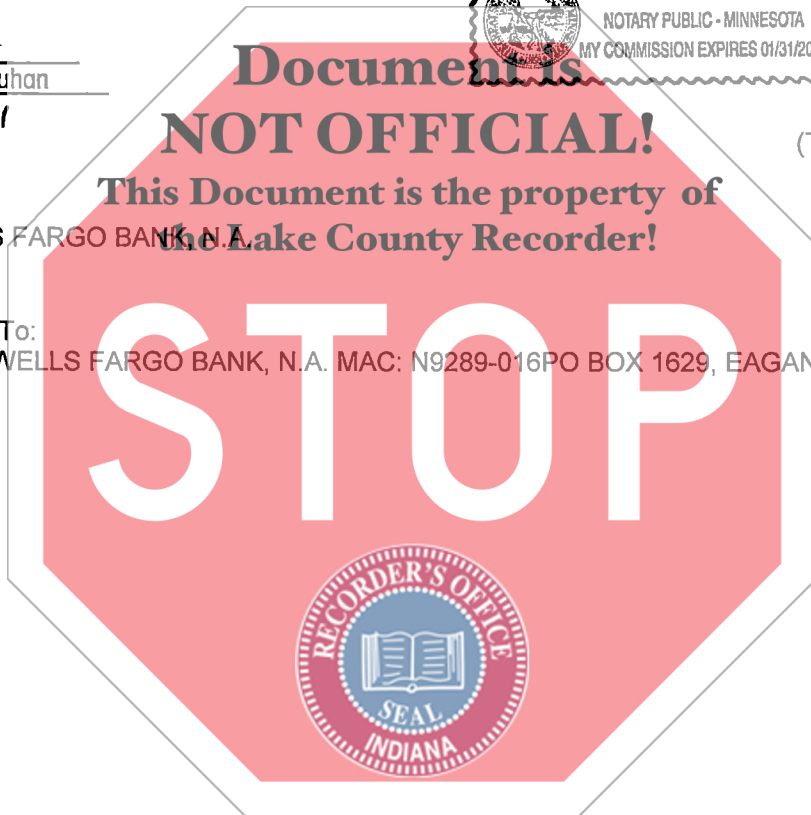 NOTARY PUBLIC - MINNESOTA
MY COMMISSION EXPIRES 01/31/20
Document is
uhan
NOT OFFICIAL!
(T
This Document is the property of
S FARGO BANK, N.A.
the Lake County Recorder!
To:
WELLS FARGO BANK, N.A. MAC: N9289-016PO BOX 1629, EAGAN
STOP
RECORDER'S OFFICE
SEAL
INDIANA